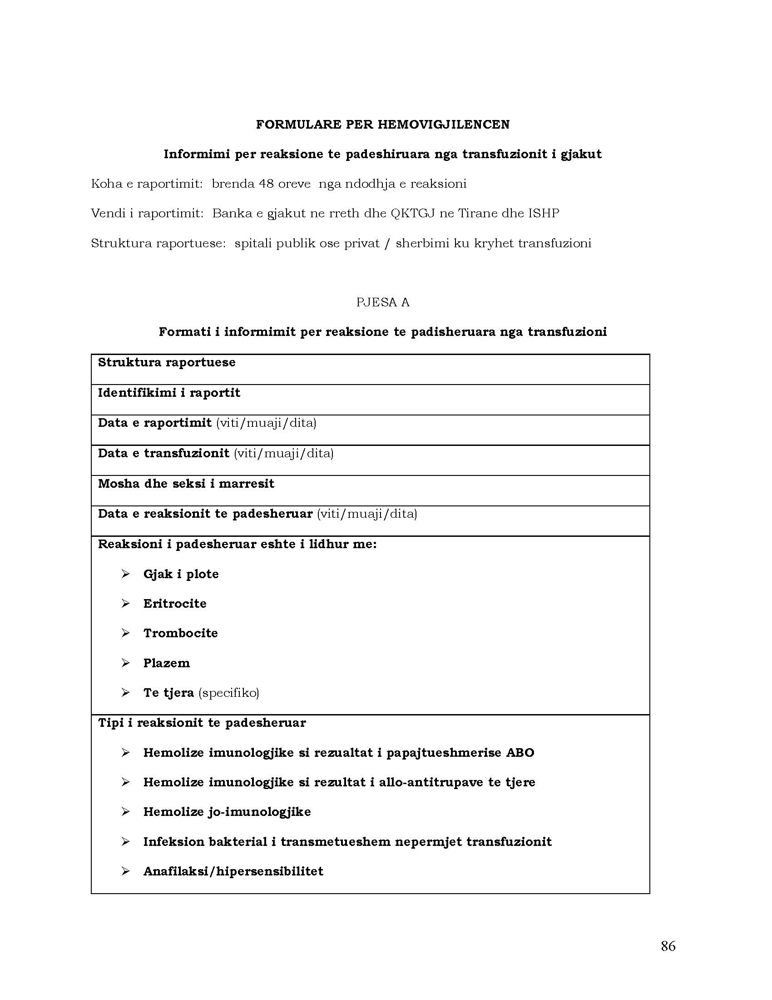 FORMULARE PER HEMOVIGJILENCEN
Informimi per reaksione te padeshiruara nga transfuzionit i gjakut
Koha e raportimit: brenda 48 oreve nga ndodhja e reaksioni
Vendi i raportimit: Banka e gjakut ne rreth dhe QKTGJ ne Tirane dhe ISHP
Struktura raportuese: spitali publik ose privat / sherbimi ku kryhet transfuzioni
PJESA A
Formati i informimit per reaksione te padisheruara nga transfuzioni
Struktura raportuese
Identifikimi i raportit
Data e raportimit (viti/muaji/dita)
Data e transfuzionit (viti/muaji/dita)
Mosha dhe seksi i marresit
Data e reaksionit te padesheruar (viti/muaji/dita)
Reaksioni i padesheruar eshte i lidhur me:
➢ Gjak i plote
➢ Eritrocite
➢ Trombocite
➢ Plazem
➢ Te tjera (specifiko)
Tipi i reaksionit te padesheruar
➢ Hemolize imunologjike si rezualtat i papajtueshmerise ABO
➢ Hemolize imunologjike si rezultat i allo-antitrupave te tjere
➢ Hemolize jo-imunologjike
➢ Infeksion bakterial i transmetueshem nepermjet transfuzionit
➢ Anafilaksi/hipersensibilitet
86